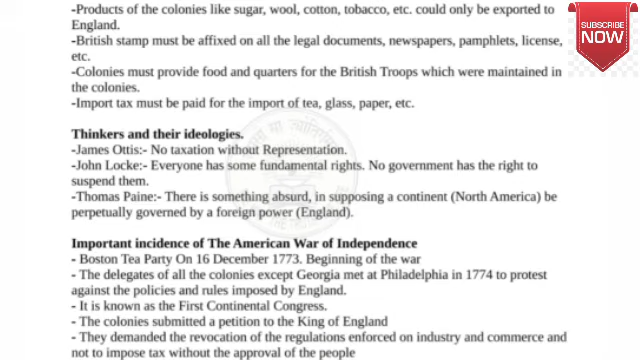 -Products of the colonies like sugar, wool, cotton, tobacco, etc. could only be exported to
England.
-British stamp must be affixed on all the legal documents, newspapers, pamphlets, license,
etc.
-Colonies must provide food and quarters for the British Troops which were maintained in
the colonies.
-Import tax must be paid for the import of tea, glass, paper, etc.
Thinkers and their ideologies.
-James Ottis:- No taxation without Representation.
-John Locke:- Everyone has some fundamental rights. No government has the right to
suspend them.
-Thomas Paine:- There is something absurd, in supposing a continent (North America) be
perpetually governed by a foreign power (England).
Important incidence of The American War of Independence
- Boston Tea Party On 16 December 1773. Beginning of the war
- The delegates of all the colonies except Georgia met at Philadelphia in 1774 to protest
against the policies and rules imposed by England.
- It is known as the First Continental Congress.
- The colonies submitted a petition to the King of England
- They demanded the revocation of the regulations enforced on industry and commerce and
not to impose tax without the approval of the people
SUBSCRIBE
NOW